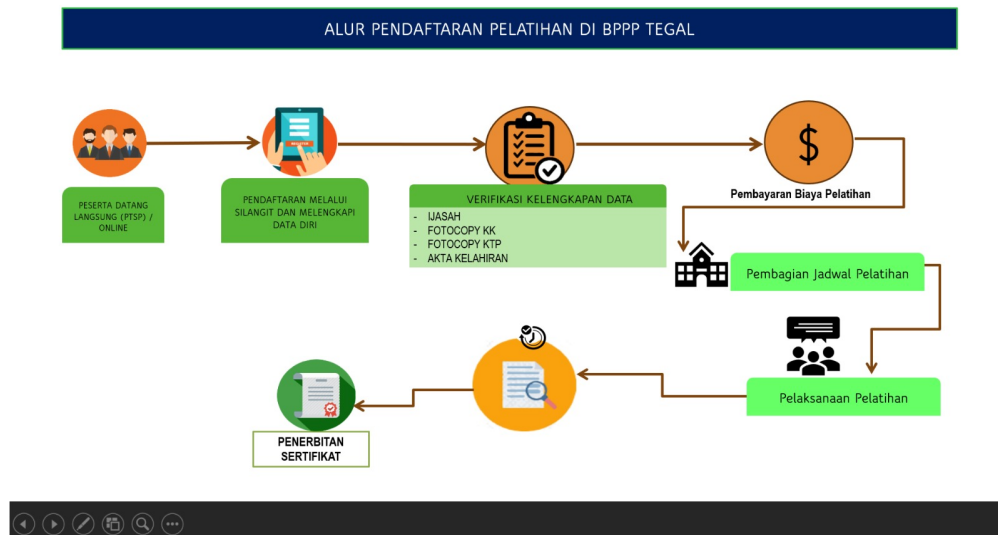 ALUR PENDAFTARAN PELATIHAN DI BPPP TEGAL
PESERTA DATANG
LANGSUNG (PTSP) /
ONLINE
REGISTER
PENDAFTARAN MELALUI
SILANGIT DAN MELENGKAPI
DATA DIRI
VERIFIKASI KELENGKAPAN DATA
- IJASAH
- FOTOCOPY KK
- FOTOCOPY KTP
- AKTA KELAHIRAN
$
Pembayaran Biaya Pelatihan
Pembagian Jadwal Pelatihan
Pelaksanaan Pelatihan
PENERBITAN
SERTIFIKAT